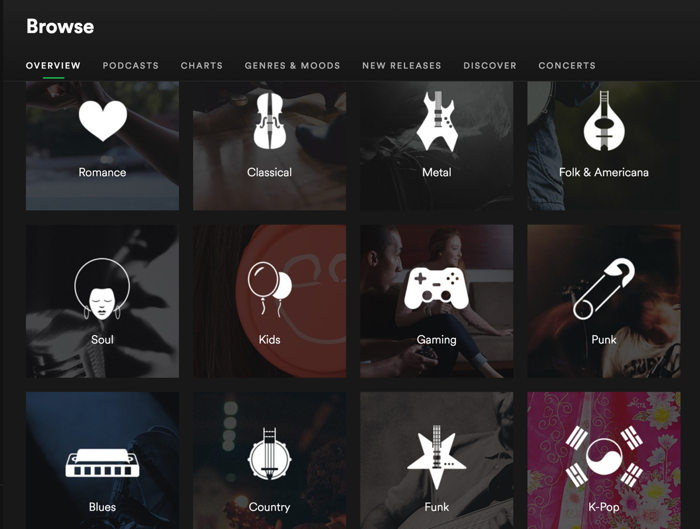 Browse
OVERVIEW PODCASTS CHARTS GENRES & MOODS NEW RELEASES DISCOVER CONCERTS
Romance Classical Metal Folk & Americana
Soul Kids Gaming Punk
Blues Country Funk K-Pop